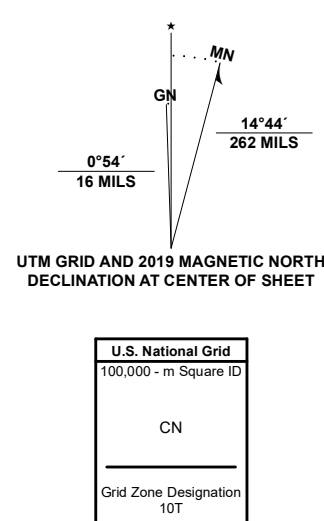 ★
MN
GN
14°44´
262 MILS
0°54´
16 MILS
UTM GRID AND 2019 MAGNETIC NORTH
DECLINATION AT CENTER OF SHEET
U.S. National Grid
100,000 - m Square ID
CN
Grid Zone Designation
10T